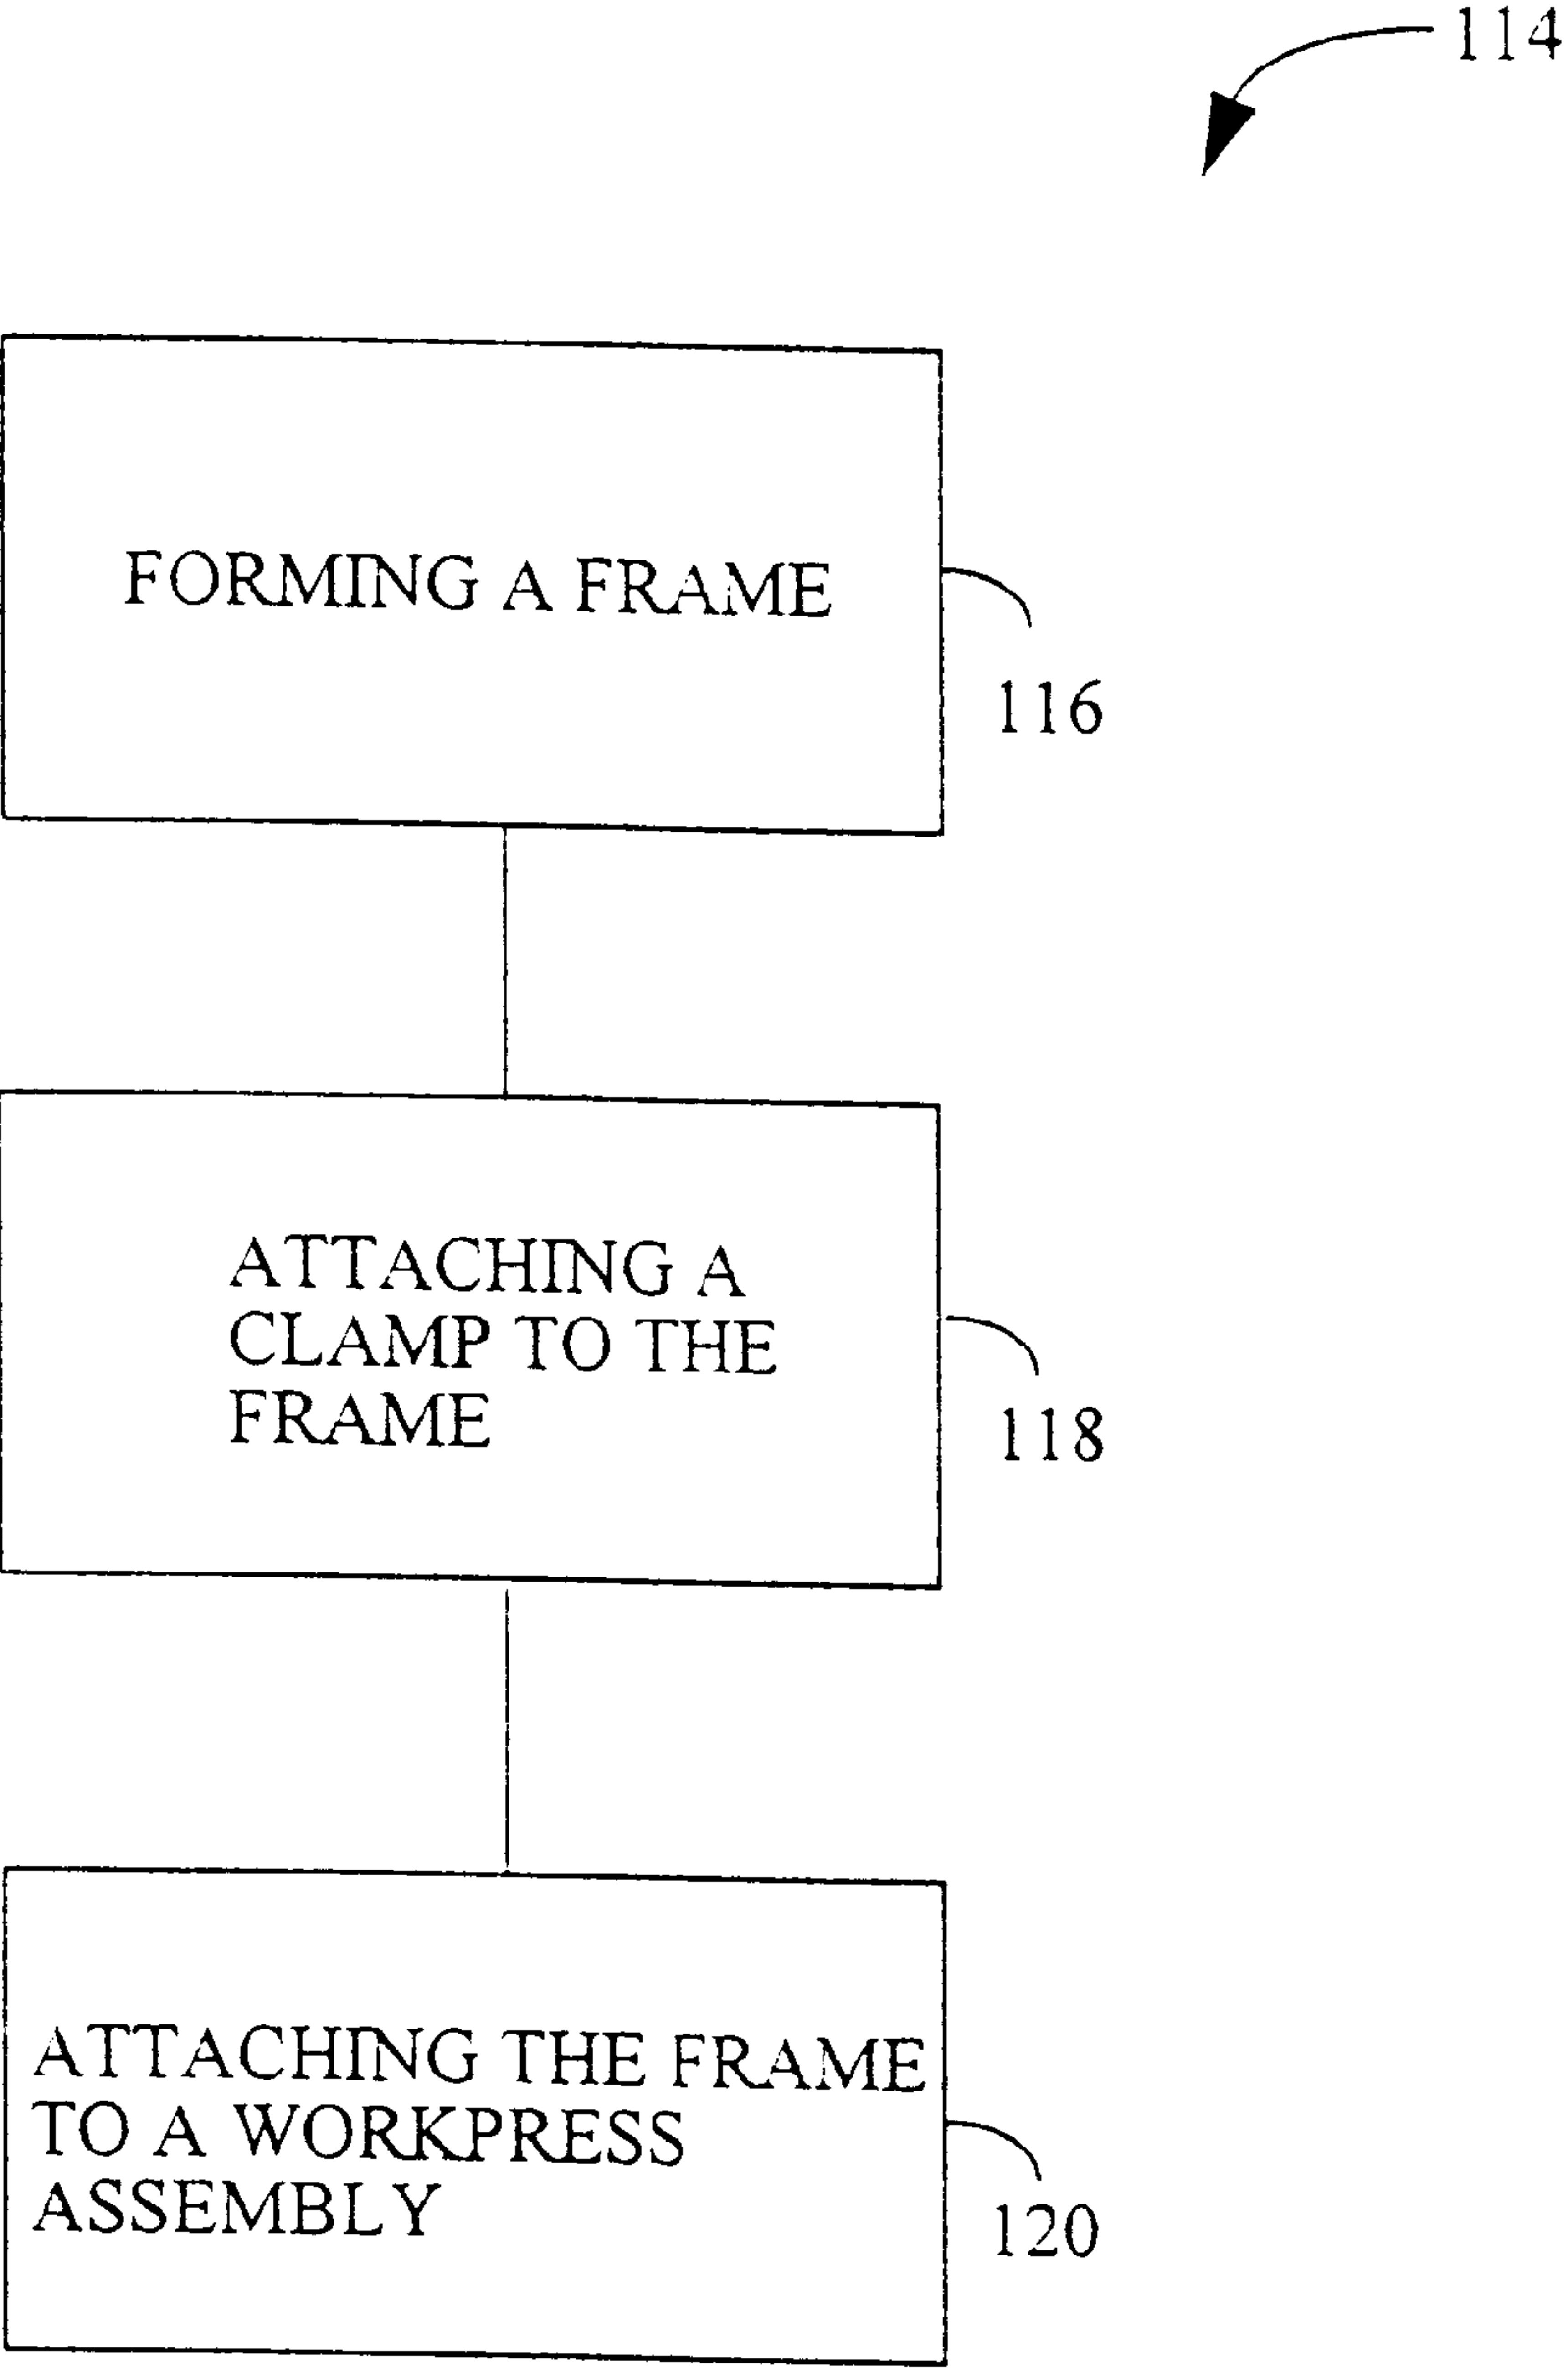 114
FORMING A FRAME
116
ATTACHING A
CLAMP TO THE
FRAME
118
ATTACHING THE FRAME
TO A WORKPRESS
ASSEMBLY
120